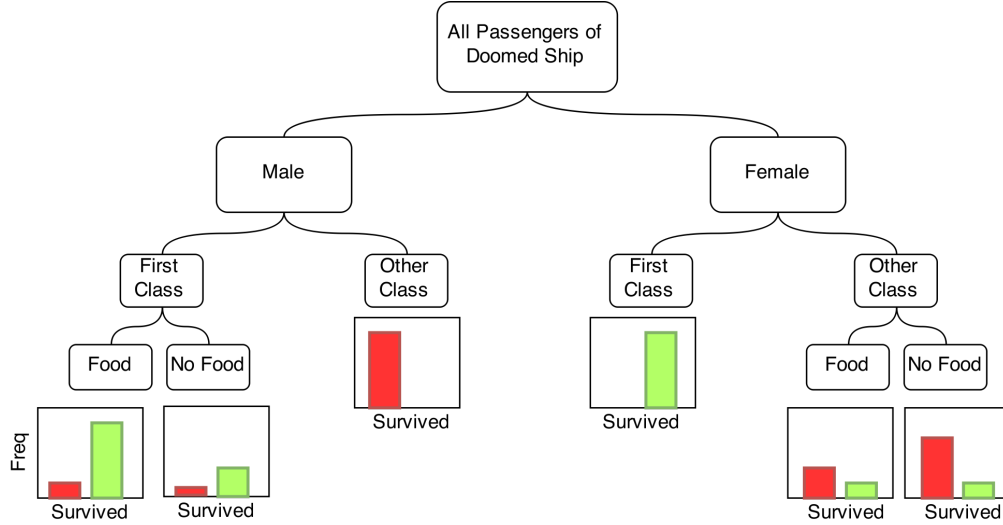 All Passengers of
Doomed Ship
Male
Female
First
Class
Other
Class
First
Class
Other
Class
Food
No Food
Food
No Food
Survived
Survived
Freq
Survived
Survived
Survived
Survived